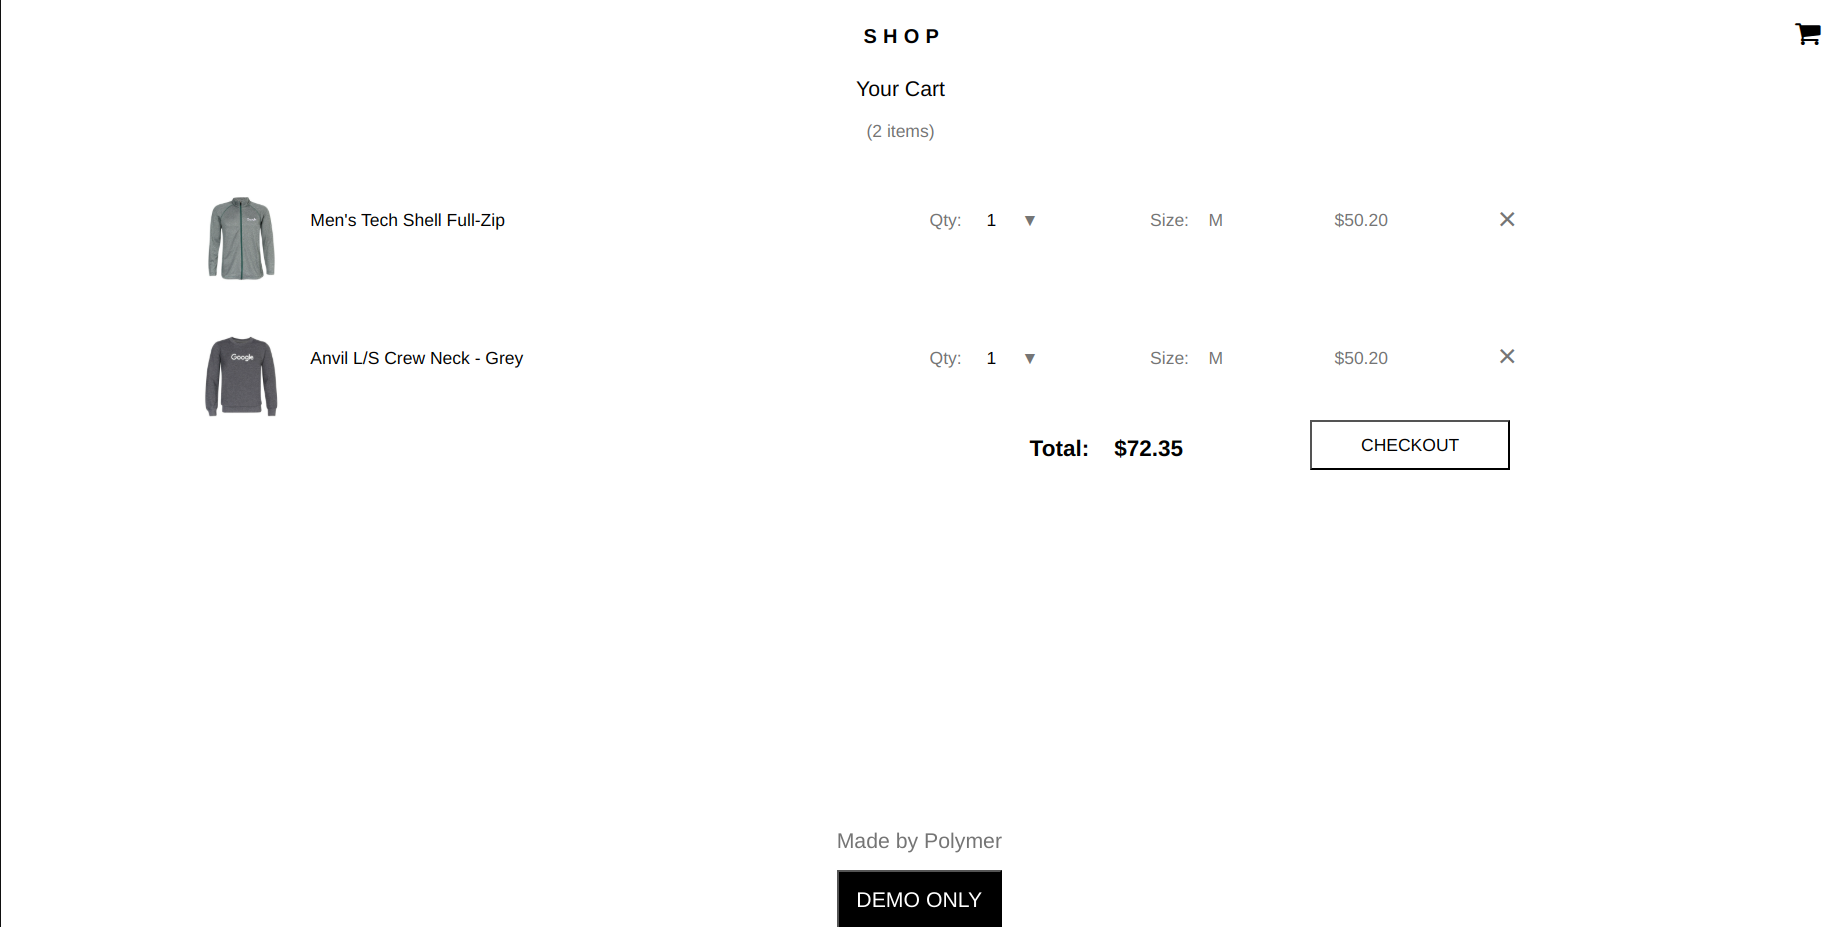 SHOP
Your Cart
(2 items)
Men's Tech Shell Full-Zip Qty: 1 ▼ Size: M $50.20 ✕
Google
Anvil L/S Crew Neck - Grey Qty: 1 ▼ Size: M $50.20 ✕
Google
Total: $72.35 CHECKOUT
Made by Polymer
DEMO ONLY